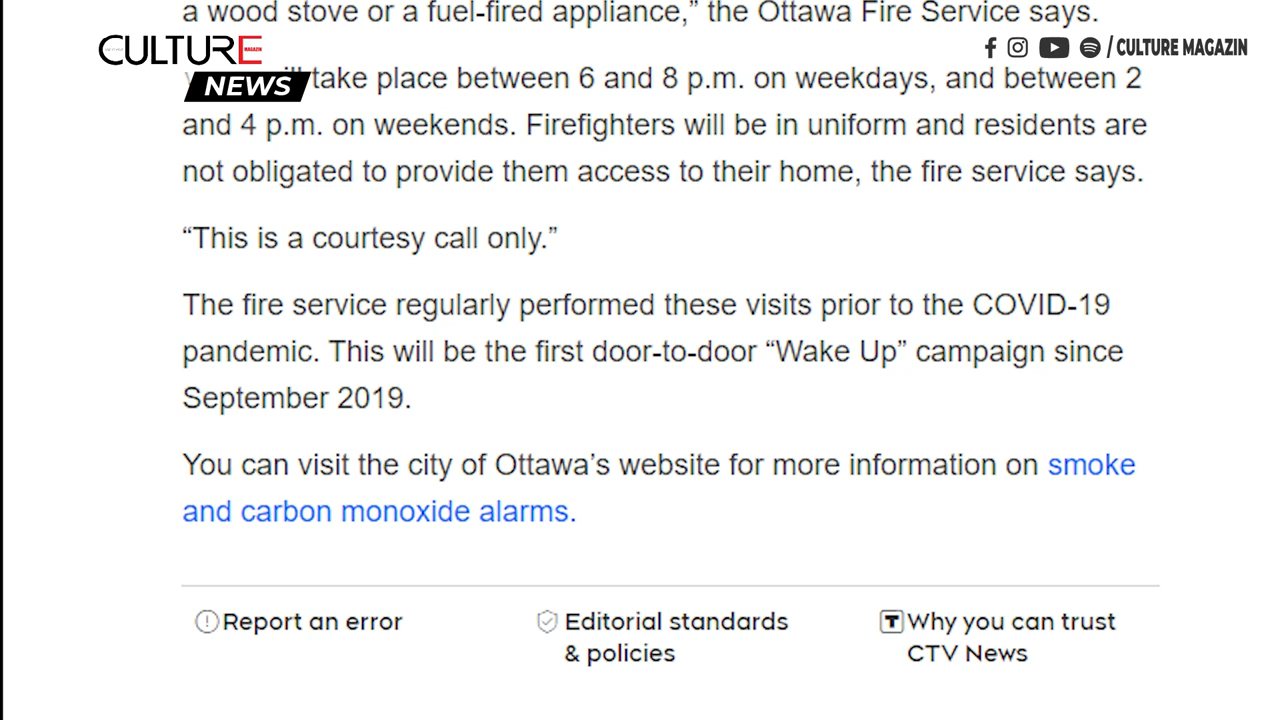 a wood stove or a fuel-fired appliance,” the Ottawa Fire Service says.
CULTURE
MAGAZIN
/ CULTURE MAGAZIN
NEWS
take place between 6 and 8 p.m. on weekdays, and between 2
and 4 p.m. on weekends. Firefighters will be in uniform and residents are
not obligated to provide them access to their home, the fire service says.
“This is a courtesy call only.”
The fire service regularly performed these visits prior to the COVID-19
pandemic. This will be the first door-to-door “Wake Up” campaign since
September 2019.
You can visit the city of Ottawa’s website for more information on smoke
and carbon monoxide alarms.
Report an error
Editorial standards
& policies
Why you can trust
CTV News